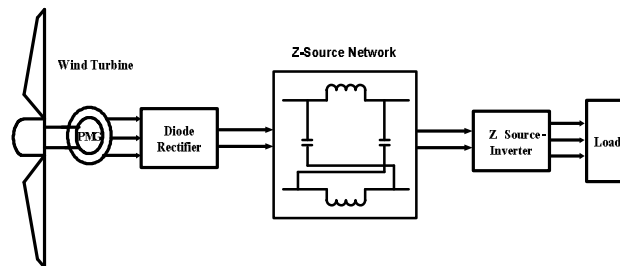 Z-Source Network
Wind Turbine
PMG
Diode
Rectifier
Z Source-
Inverter
Load